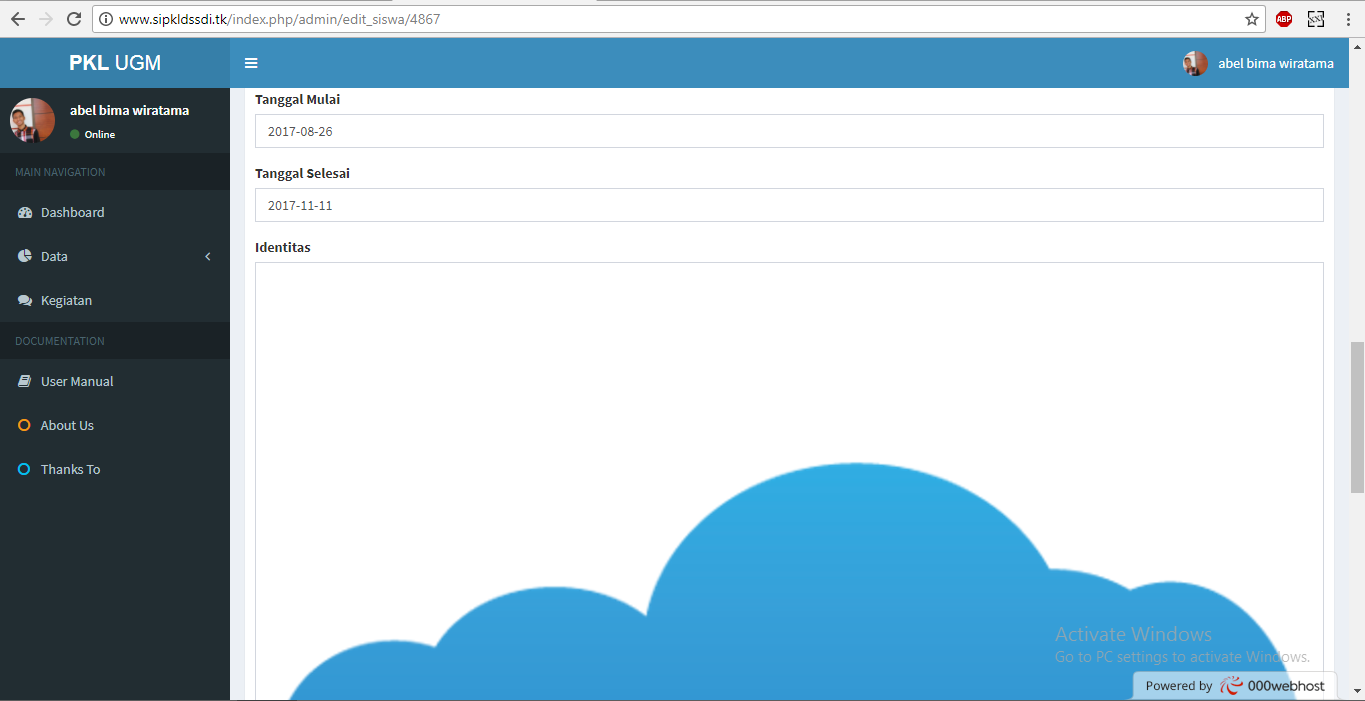 www.sipkldssdi.tk/index.php/admin/edit_siswa/4867
ABP
PKL UGM
abel bima wiratama
abel bima wiratama
Online
MAIN NAVIGATION
Dashboard
Data
Kegiatan
DOCUMENTATION
User Manual
About Us
Thanks To
Tanggal Mulai
2017-08-26
Tanggal Selesai
2017-11-11
Identitas
Activate Windows
Go to PC settings to activate Windows.
Powered by 000webhost